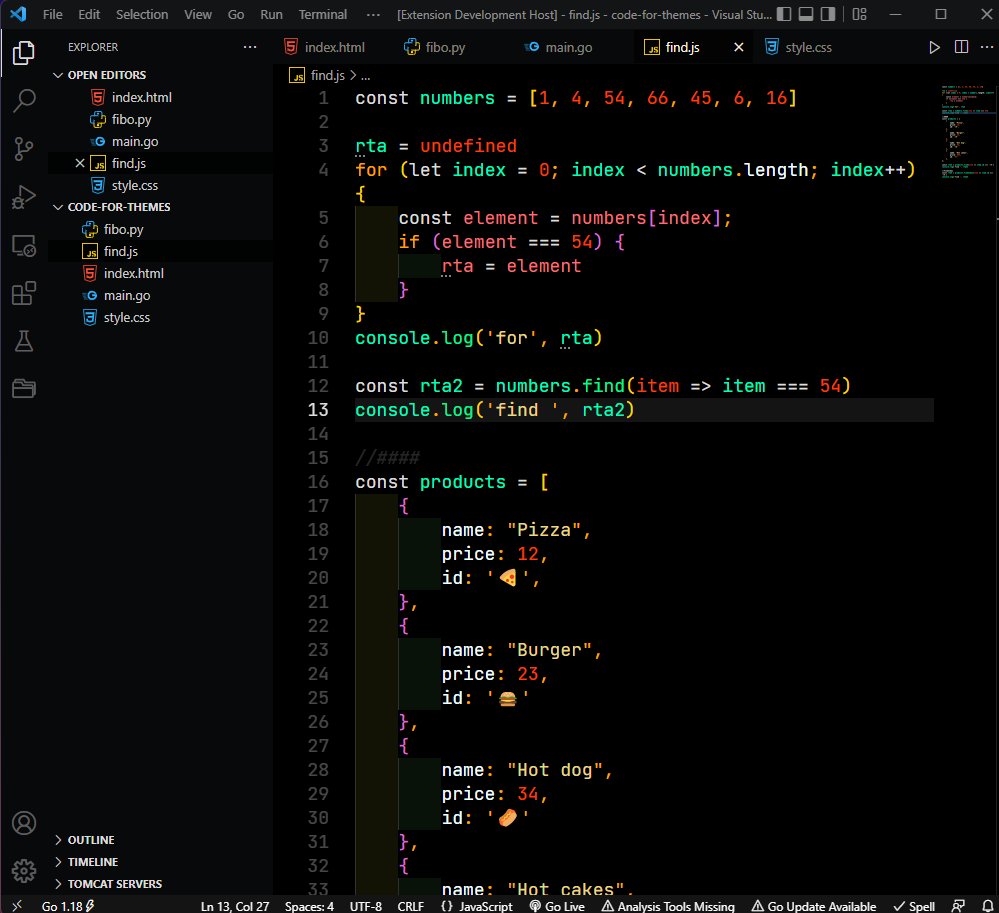 File Edit Selection View Go Run Terminal ··· [Extension Development Host] - find.js - code-for-themes - Visual Stu...
EXPLORER ···
OPEN EDITORS
index.html
fibo.py
main.go
find.js
style.css
CODE-FOR-THEMES
fibo.py
find.js
index.html
main.go
style.css
OUTLINE
TIMELINE
TOMCAT SERVERS
index.html fibo.py main.go JS find.js style.css
JS find.js > ...
1 const numbers = [1, 4, 54, 66, 45, 6, 16]
2
3 rta = undefined
4 for (let index = 0; index < numbers.length; index++)
{
5 const element = numbers[index];
6 if (element === 54) {
7 rta = element
8 }
9 }
10 console.log('for', rta)
11
12 const rta2 = numbers.find(item => item === 54)
13 console.log('find ', rta2)
14
15 //####
16 const products = [
17 {
18 name: "Pizza",
19 price: 12,
20 id: '🍕',
21 },
22 {
23 name: "Burger",
24 price: 23,
25 id: '🍔'
26 },
27 {
28 name: "Hot dog",
29 price: 34,
30 id: '🌭'
31 },
32 {
33 name: "Hot cakes",
Go 1.18 Ln 13, Col 27 Spaces: 4 UTF-8 CRLF {} JavaScript Go Live Analysis Tools Missing Go Update Available Spell